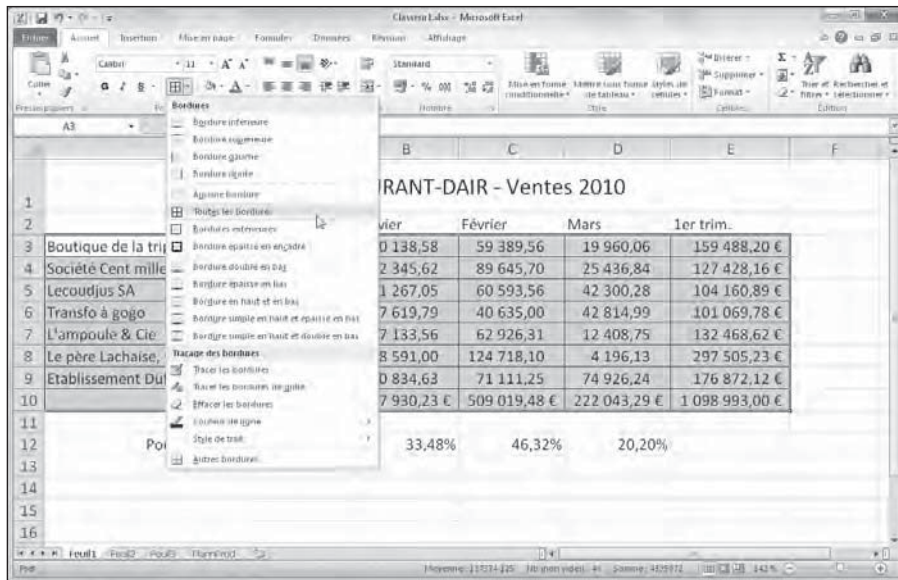 Classeur1.xlsx - Microsoft Excel
Fichier Accueil Insertion Mise en page Formules Données Révision Affichage
Calibri 11 A A Standard Insérer Σ
Coller G I S A % 000 Mise en forme conditionnelle Mettre sous forme de tableau Styles de cellules Supprimer Format Trier et filtrer Rechercher et sélectionner
Presse-papiers Nombre Style Cellules Édition
A3
Bordures
Bordure inférieure
Bordure supérieure
Bordure gauche
Bordure droite
Aucune bordure
Toutes les bordures
Bordures extérieures
Bordure épaisse en encadré
Bordure double en bas
Bordure épaisse en bas
Bordure en haut et en bas
Bordure simple en haut et épaisse en bas
Bordure simple en haut et double en bas
Traçage des bordures
Tracer les bordures
Tracer les bordures de grille
Effacer les bordures
Couleur de ligne
Style de trait
Autres bordures...
B C D E F
1 RANT-DAIR - Ventes 2010
2 vier Février Mars 1er trim.
3 Boutique de la tri 0 138,58 59 389,56 19 960,06 159 488,20 €
4 Société Cent mille 2 345,62 89 645,70 25 436,84 127 428,16 €
5 Lecoudjus SA 1 267,05 60 593,56 42 300,28 104 160,89 €
6 Transfo à gogo 7 619,79 40 635,00 42 814,99 101 069,78 €
7 L'ampoule & Cie 7 133,56 62 926,31 12 408,75 132 468,62 €
8 Le père Lachaise, 8 591,00 124 718,10 4 196,13 297 505,23 €
9 Etablissement Du 0 834,63 71 111,25 74 926,24 176 872,12 €
10 7 930,23 € 509 019,48 € 222 043,29 € 1 098 993,00 €
11
12 Po 33,48% 46,32% 20,20%
13
14
15
16
Feuil1 Feuil2 Feuil3
Prêt Moyenne : Nb (non vides) : Somme : 142 %